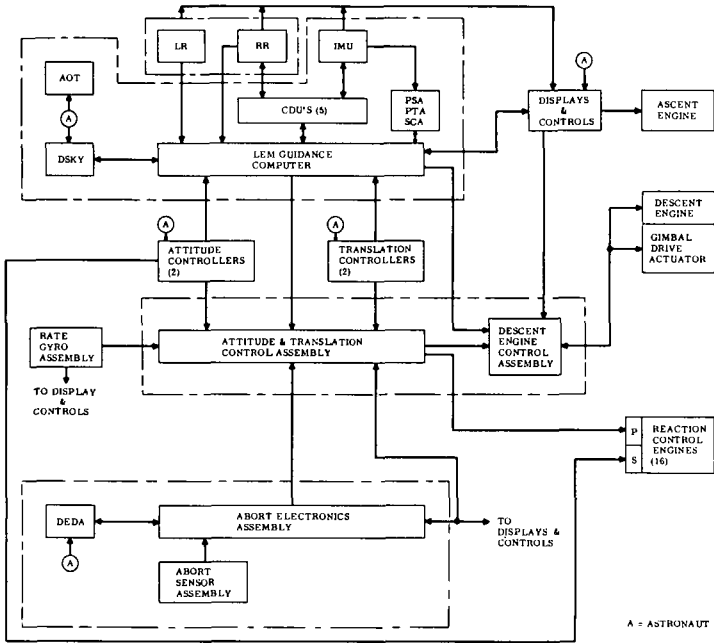 LR
RR
IMU
AOT
A
A
CDU'S (5)
PSA
PTA
SCA
DISPLAYS
&
CONTROLS
ASCENT
ENGINE
DSKY
LEM GUIDANCE
COMPUTER
DESCENT
ENGINE
GIMBAL
DRIVE
ACTUATOR
A
A
ATTITUDE
CONTROLLERS
(2)
TRANSLATION
CONTROLLERS
(2)
RATE
GYRO
ASSEMBLY
ATTITUDE & TRANSLATION
CONTROL ASSEMBLY
DESCENT
ENGINE
CONTROL
ASSEMBLY
TO DISPLAY
&
CONTROLS
P
S
REACTION
CONTROL
ENGINES
(16)
DEDA
ABORT ELECTRONICS
ASSEMBLY
TO
DISPLAYS &
CONTROLS
A
ABORT
SENSOR
ASSEMBLY
A = ASTRONAUT